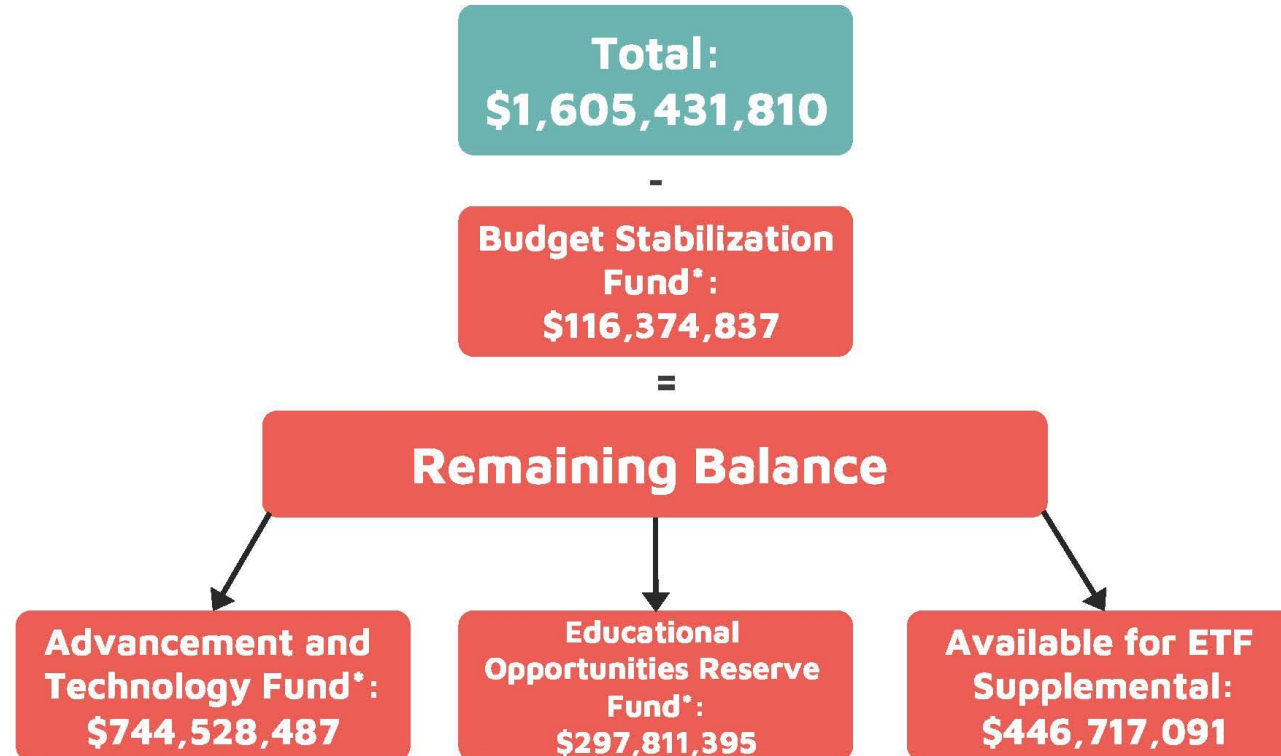 Total:
$1,605,431,810
-
Budget Stabilization
Fund*:
$116,374,837
=
Remaining Balance
Advancement and
Technology Fund*:
$744,528,487
Educational
Opportunities Reserve
Fund*:
$297,811,395
Available for ETF
Supplemental:
$446,717,091